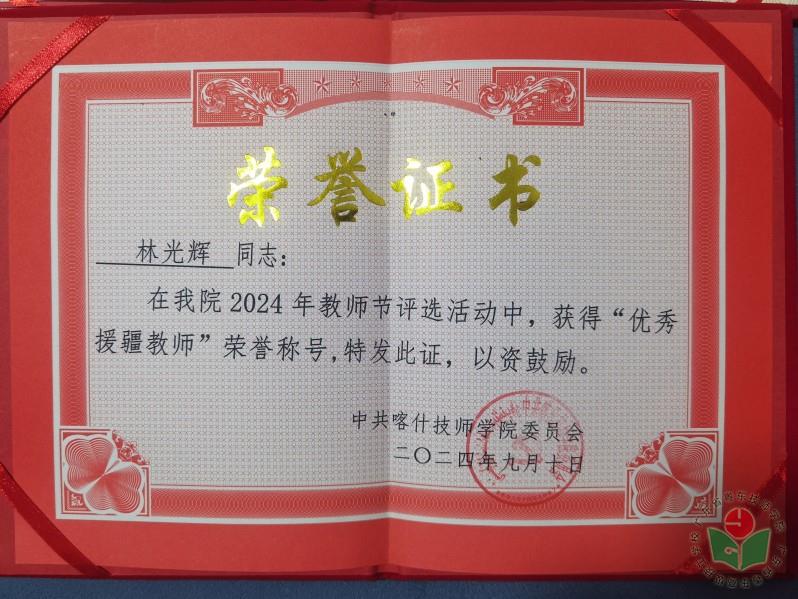 荣誉证书
林光辉 同志：
在我院2024年教师节评选活动中，获得“优秀
援疆教师”荣誉称号，特发此证，以资鼓励。
中共喀什技师学院委员会
二〇二四年九月十日